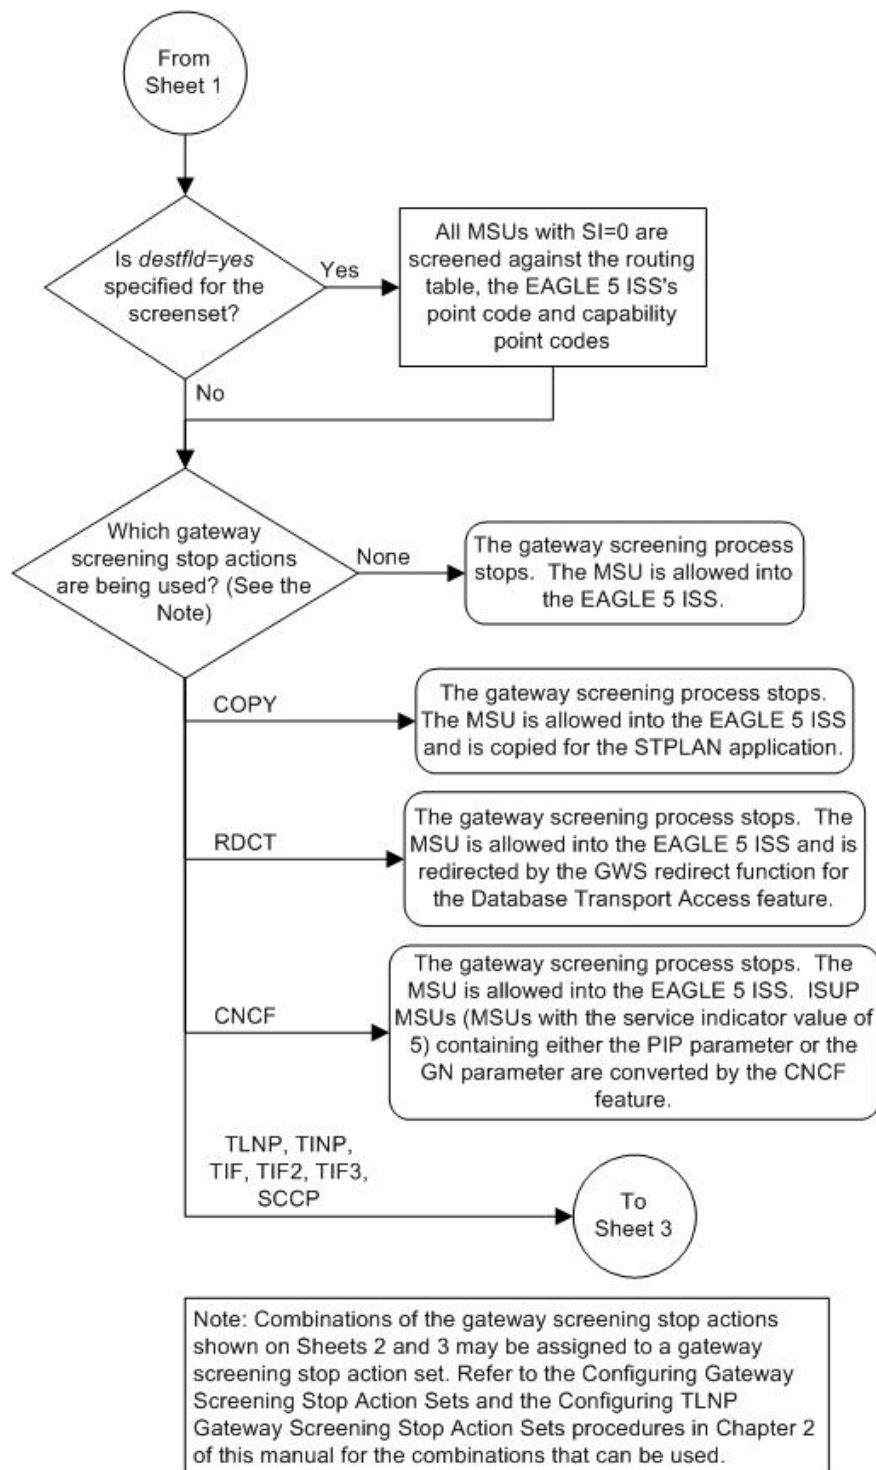 From
Sheet 1
Is destfld=yes
specified for the
screenset?
Yes
All MSUs with SI=0 are
screened against the routing
table, the EAGLE 5 ISS's
point code and capability
point codes
No
Which gateway
screening stop actions
are being used? (See the
Note)
None
The gateway screening process
stops. The MSU is allowed into
the EAGLE 5 ISS.
COPY
The gateway screening process stops.
The MSU is allowed into the EAGLE 5 ISS
and is copied for the STPLAN application.
RDCT
The gateway screening process stops. The
MSU is allowed into the EAGLE 5 ISS and is
redirected by the GWS redirect function for
the Database Transport Access feature.
CNCF
The gateway screening process stops. The
MSU is allowed into the EAGLE 5 ISS. ISUP
MSUs (MSUs with the service indicator value of
5) containing either the PIP parameter or the
GN parameter are converted by the CNCF
feature.
TLNP, TINP,
TIF, TIF2, TIF3,
SCCP
To
Sheet 3
Note: Combinations of the gateway screening stop actions
shown on Sheets 2 and 3 may be assigned to a gateway
screening stop action set. Refer to the Configuring Gateway
Screening Stop Action Sets and the Configuring TLNP
Gateway Screening Stop Action Sets procedures in Chapter 2
of this manual for the combinations that can be used.